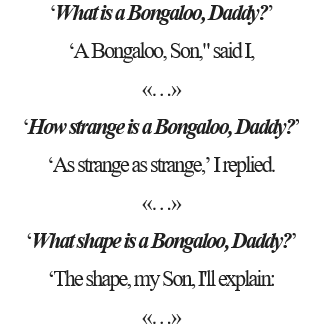 ‘What is a Bongaloo, Daddy?’
‘A Bongaloo, Son," said I,
«…»
‘How strange is a Bongaloo, Daddy?’
‘As strange as strange,’ I replied.
«…»
‘What shape is a Bongaloo, Daddy?’
‘The shape, my Son, I'll explain:
«…»